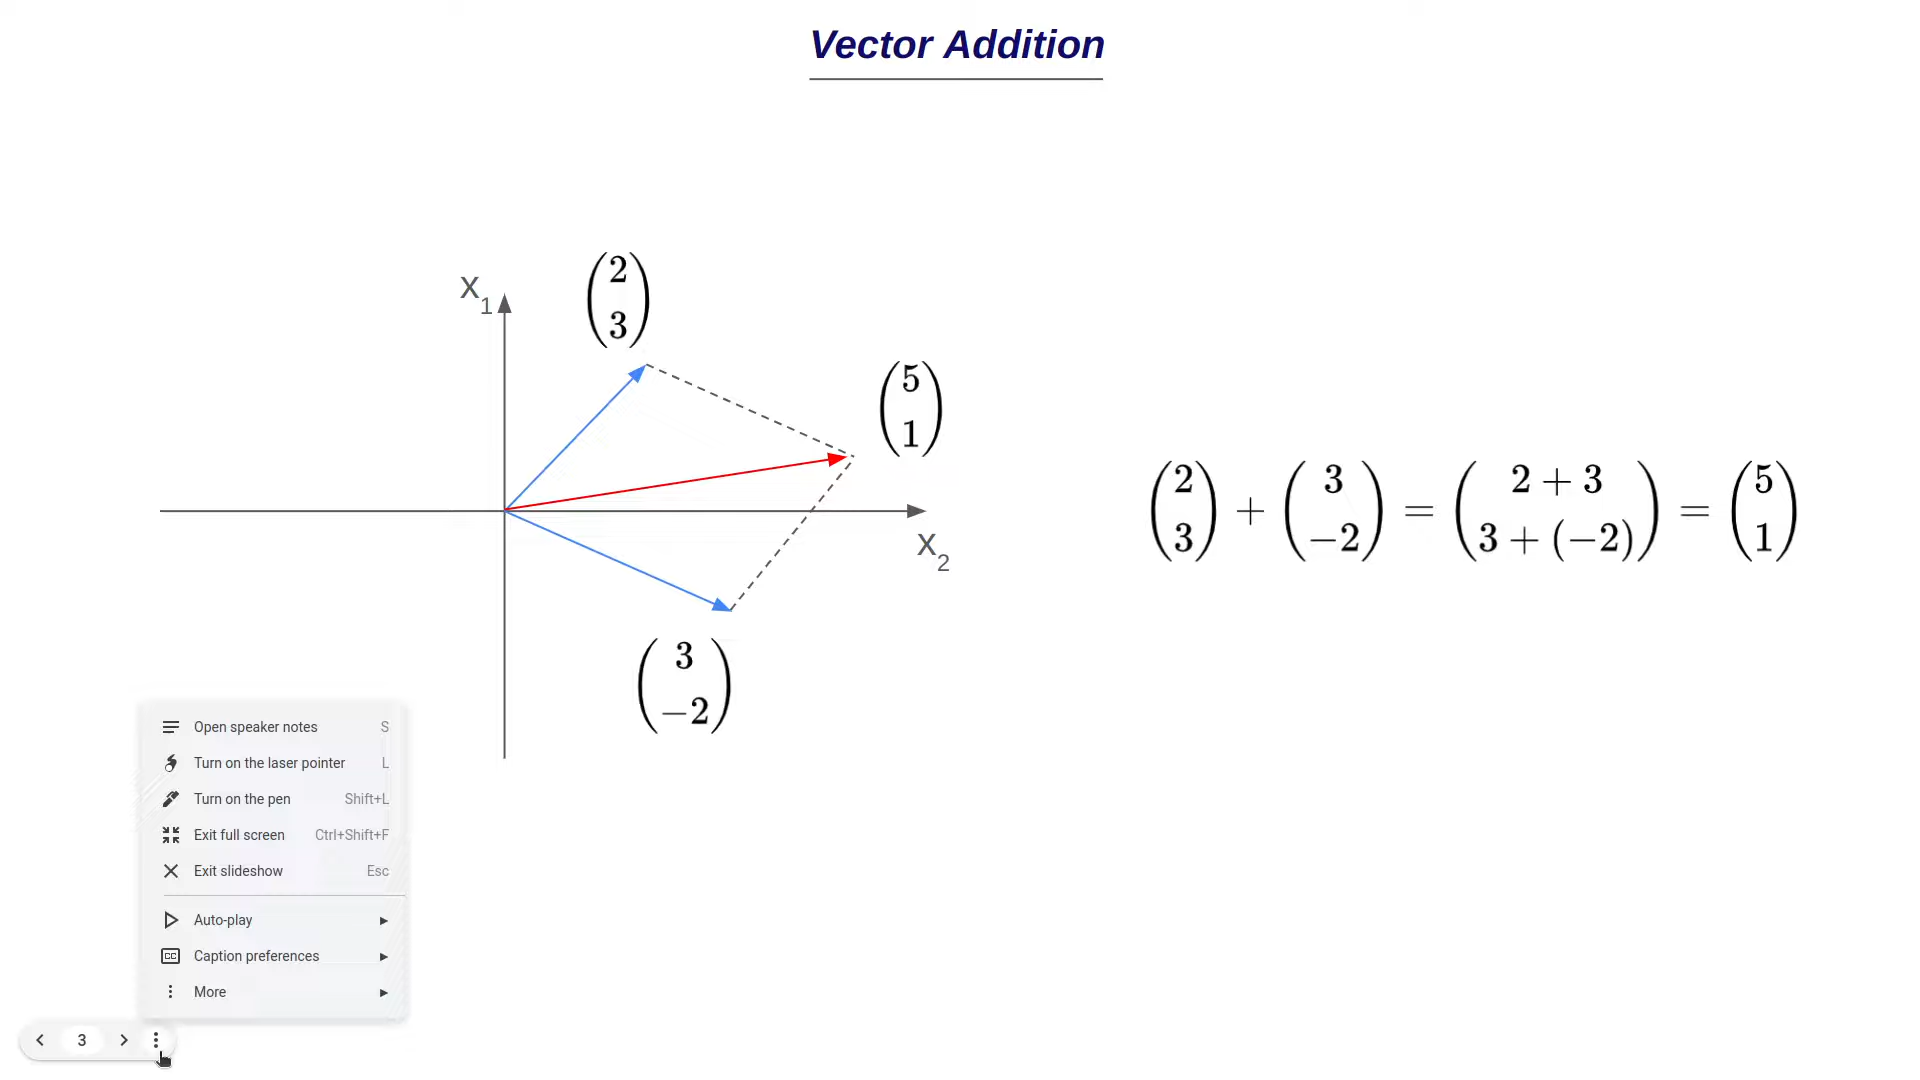 Vector Addition
x₁
(2
3)
(5
1)
x₂
(3
−2)
(2
3) + (3
−2) = (2 + 3
3 + (−2)) = (5
1)
Open speaker notes S
Turn on the laser pointer L
Turn on the pen Shift+L
Exit full screen Ctrl+Shift+F
Exit slideshow Esc
Auto-play
CC Caption preferences
More
3